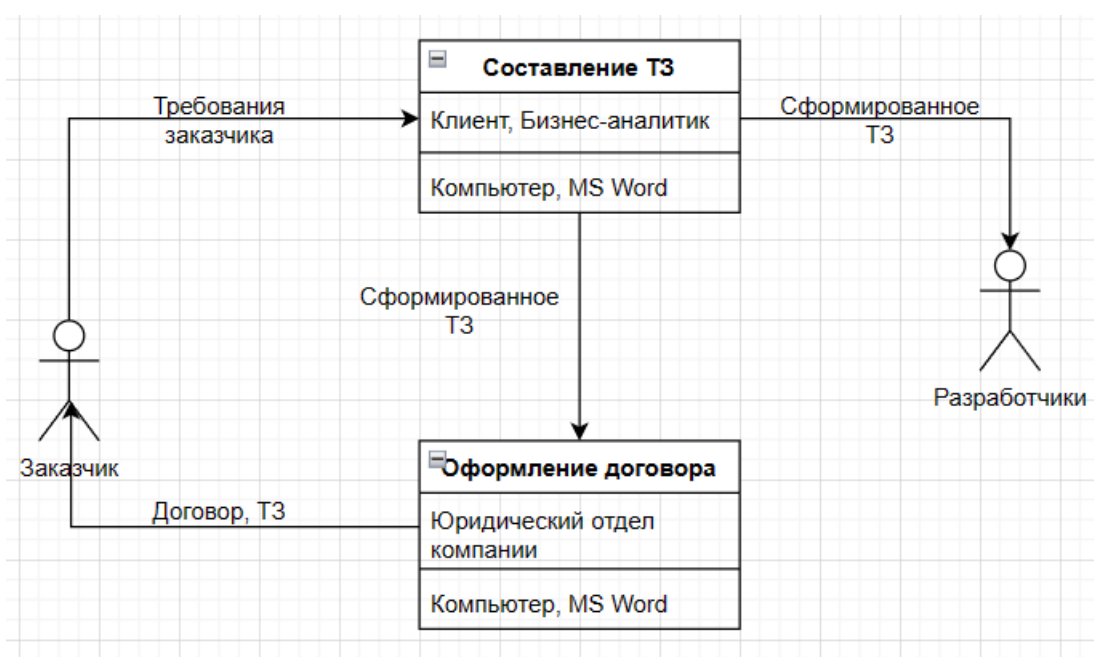 Составление ТЗ
Требования
заказчика
Клиент, Бизнес-аналитик
Сформированное
ТЗ
Компьютер, MS Word
Сформированное
ТЗ
Разработчики
Заказчик
Оформление договора
Договор, ТЗ
Юридический отдел
компании
Компьютер, MS Word